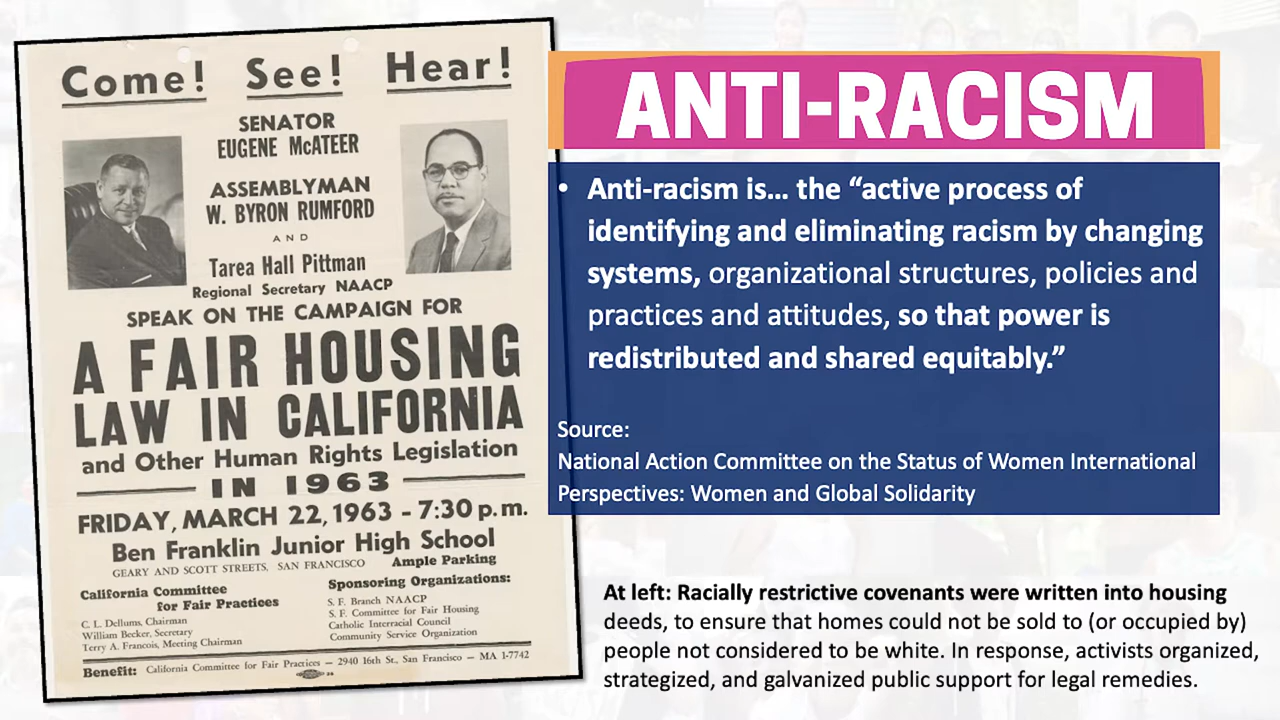 Come! See! Hear!
SENATOR
EUGENE McATEER
ASSEMBLYMAN
W. BYRON RUMFORD
AND
Tarea Hall Pittman
Regional Secretary NAACP
SPEAK ON THE CAMPAIGN FOR
A FAIR HOUSING
LAW IN CALIFORNIA
and Other Human Rights Legislation
IN 1963
FRIDAY, MARCH 22, 1963 - 7:30 p.m.
Ben Franklin Junior High School
GEARY AND SCOTT STREETS, SAN FRANCISCO Ample Parking
California Committee
for Fair Practices
C. L. Dellums, Chairman
William Becker, Secretary
Terry A. Francois, Meeting Chairman
Sponsoring Organizations:
S. F. Branch NAACP
S. F. Committee for Fair Housing
Catholic Interracial Council
Community Service Organization
Benefit: California Committee for Fair Practices — 2940 16th St., San Francisco — MA 1-7742
ANTI-RACISM
• Anti-racism is... the “active process of
identifying and eliminating racism by changing
systems, organizational structures, policies and
practices and attitudes, so that power is
redistributed and shared equitably.”
Source:
National Action Committee on the Status of Women International
Perspectives: Women and Global Solidarity
At left: Racially restrictive covenants were written into housing
deeds, to ensure that homes could not be sold to (or occupied by)
people not considered to be white. In response, activists organized,
strategized, and galvanized public support for legal remedies.